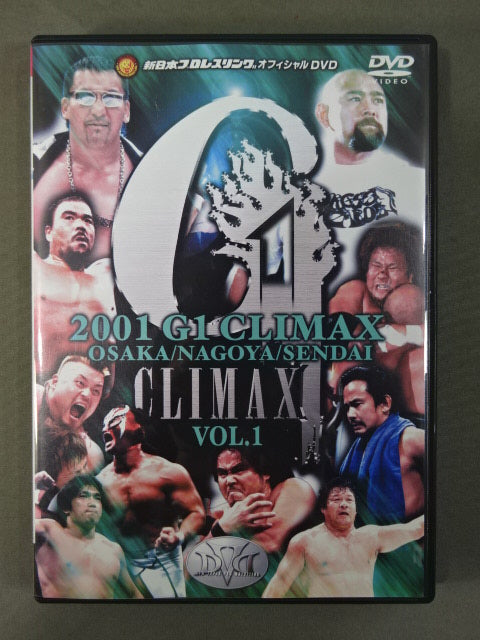 新日本プロレスリング オフィシャルDVD
DVD
VIDEO
G1
2001 G1 CLIMAX
OSAKA/NAGOYA/SENDAI
CLIMAX
VOL.1